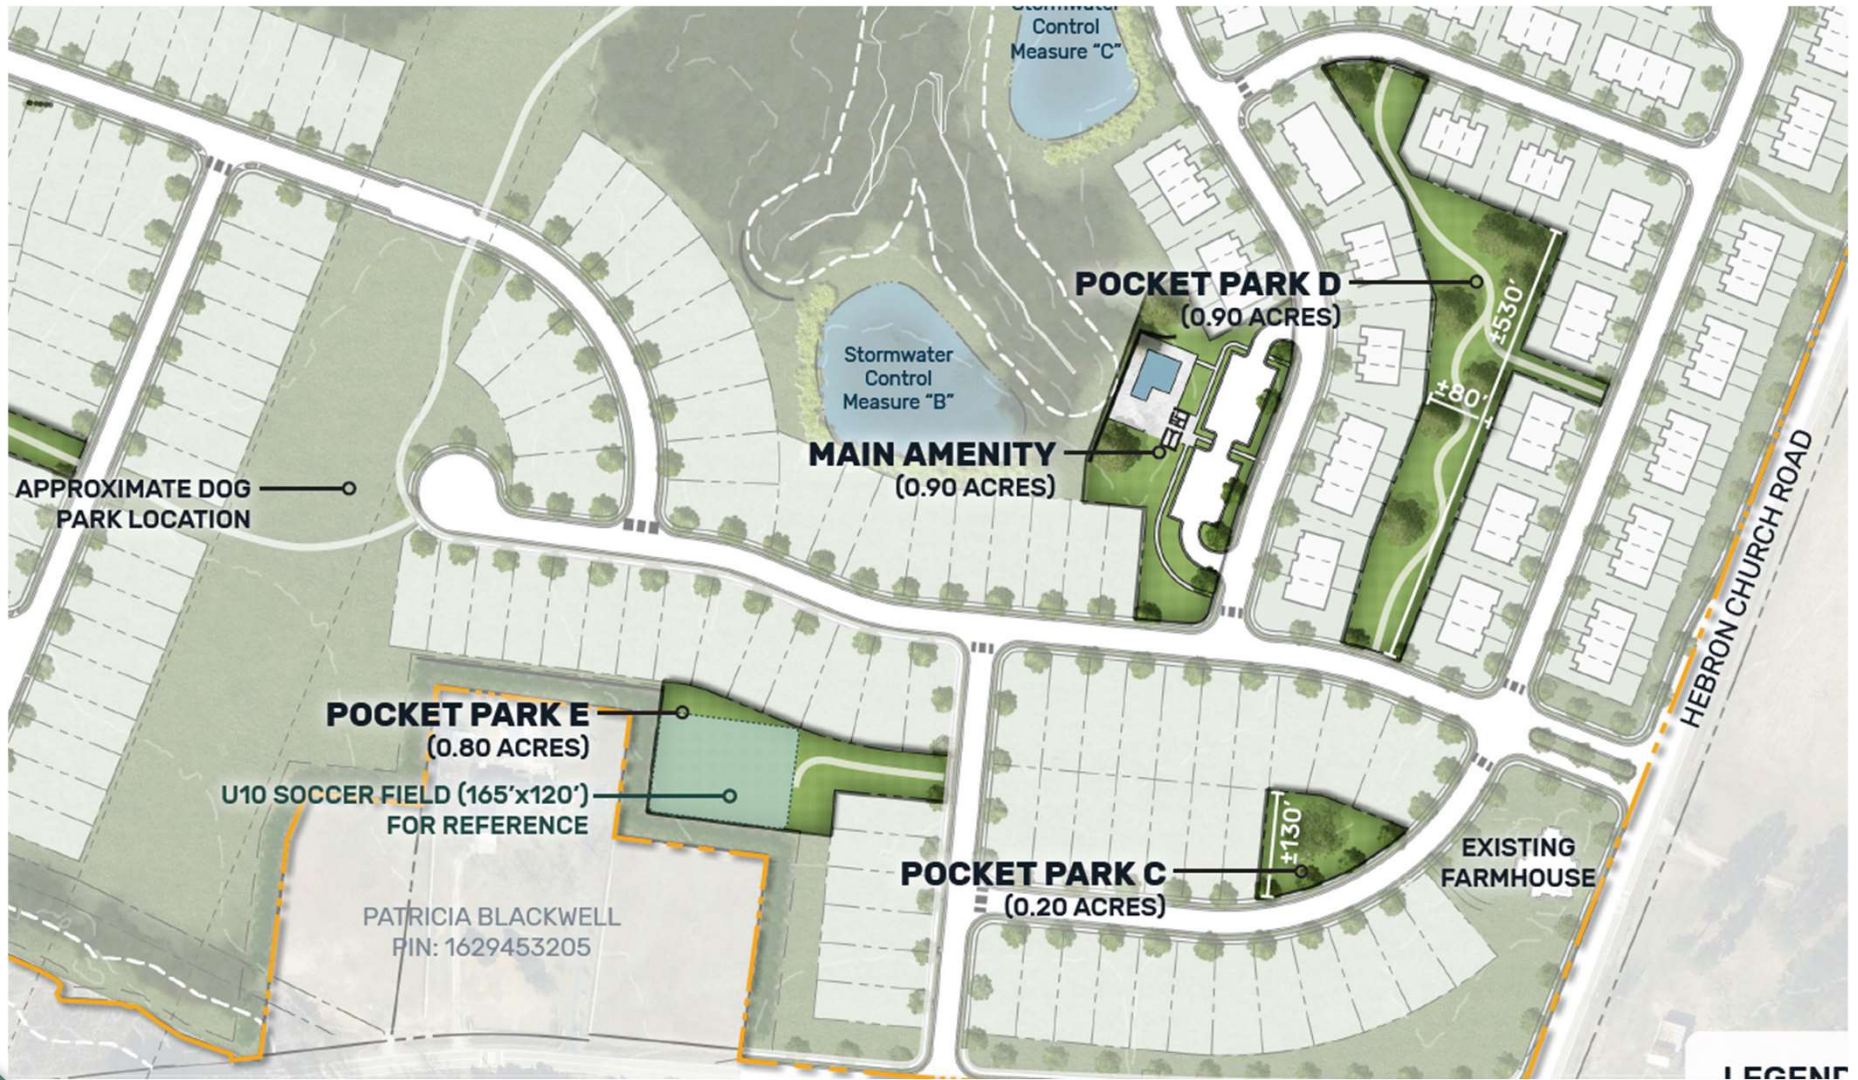 Stormwater
Control
Measure "C"
POCKET PARK D
(0.90 ACRES)
±530'
±80'
Stormwater
Control
Measure "B"
MAIN AMENITY
(0.90 ACRES)
APPROXIMATE DOG
PARK LOCATION
HEBRON CHURCH ROAD
POCKET PARK E
(0.80 ACRES)
U10 SOCCER FIELD (165'x120')
FOR REFERENCE
±130'
POCKET PARK C
(0.20 ACRES)
EXISTING
FARMHOUSE
PATRICIA BLACKWELL
PIN: 1629453205
LEGEND